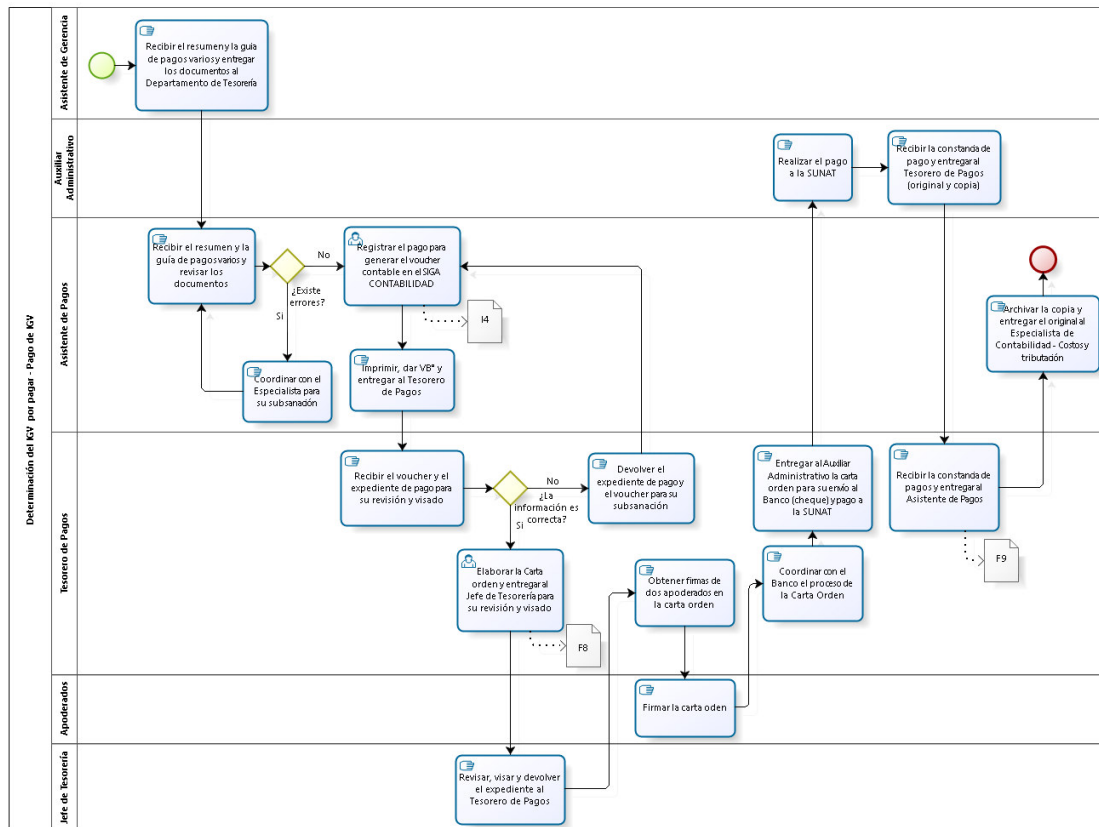 Determinación del IGV por pagar - Pago de IGV
Asistente de Gerencia
Recibir el resumen y la guia
de pagos varios y entregar
los documentos al
Departamento de Tesorería
Auxiliar
Administrativo
Realizar el pago
a la SUNAT
Recibir la constancia de
pago y entregar al
Tesorero de Pagos
(original y copia)
Asistente de Pagos
Recibir el resumen y la
guía de pagos varios y
revisar los
documentos
No
¿Existe
errores?
Si
Coordinar con el
Especialista para
su subsanación
Registrar el pago para
generar el voucher
contable en el SIGA
CONTABILIDAD
I4
Imprimir, dar VB° y
entregar al Tesorero
de Pagos
Archivar la copia y
entregar el original al
Especialista de
Contabilidad - Costos y
tributación
Tesorero de Pagos
Recibir el voucher y el
expediente de pago para
su revisión y visado
No
¿La
información es
correcta?
Si
Devolver el
expediente de pago y
el voucher para su
subsanación
Elaborar la Carta
orden y entregar al
Jefe de Tesorería para
su revisión y visado
F8
Obtener firmas de
dos apoderados en
la carta orden
Entregar al Auxiliar
Administrativo la carta
orden para su envío al
Banco (cheque) y pago a
la SUNAT
Coordinar con el
Banco el proceso de
la Carta Orden
Recibir la constancia de
pagos y entregar al
Asistente de Pagos
F9
Apoderados
Firmar la carta oden
Jefe de Tesorería
Revisar, visar y devolver
el expediente al
Tesorero de Pagos